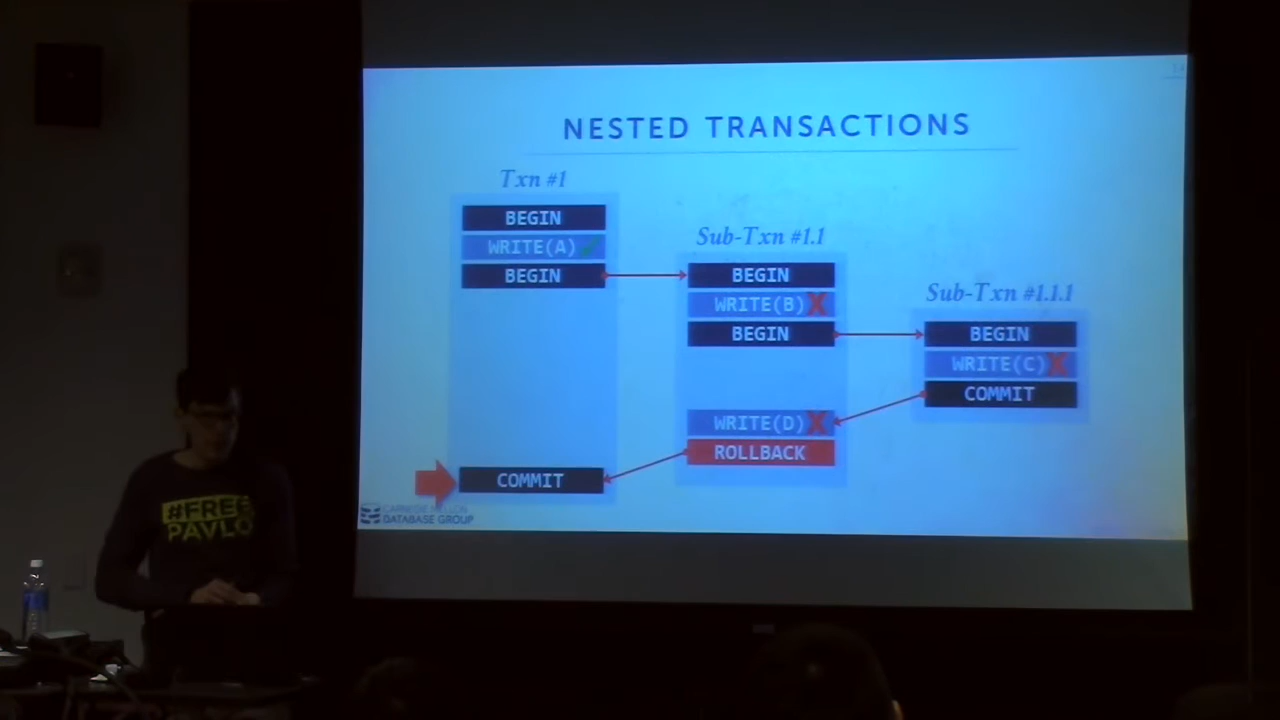 NESTED TRANSACTIONS
Txn #1
BEGIN
WRITE(A)
BEGIN
COMMIT
Sub-Txn #1.1
BEGIN
WRITE(B)
BEGIN
WRITE(D)
ROLLBACK
Sub-Txn #1.1.1
BEGIN
WRITE(C)
COMMIT
CARNEGIE MELLON
DATABASE GROUP
#FREE
PAVLO